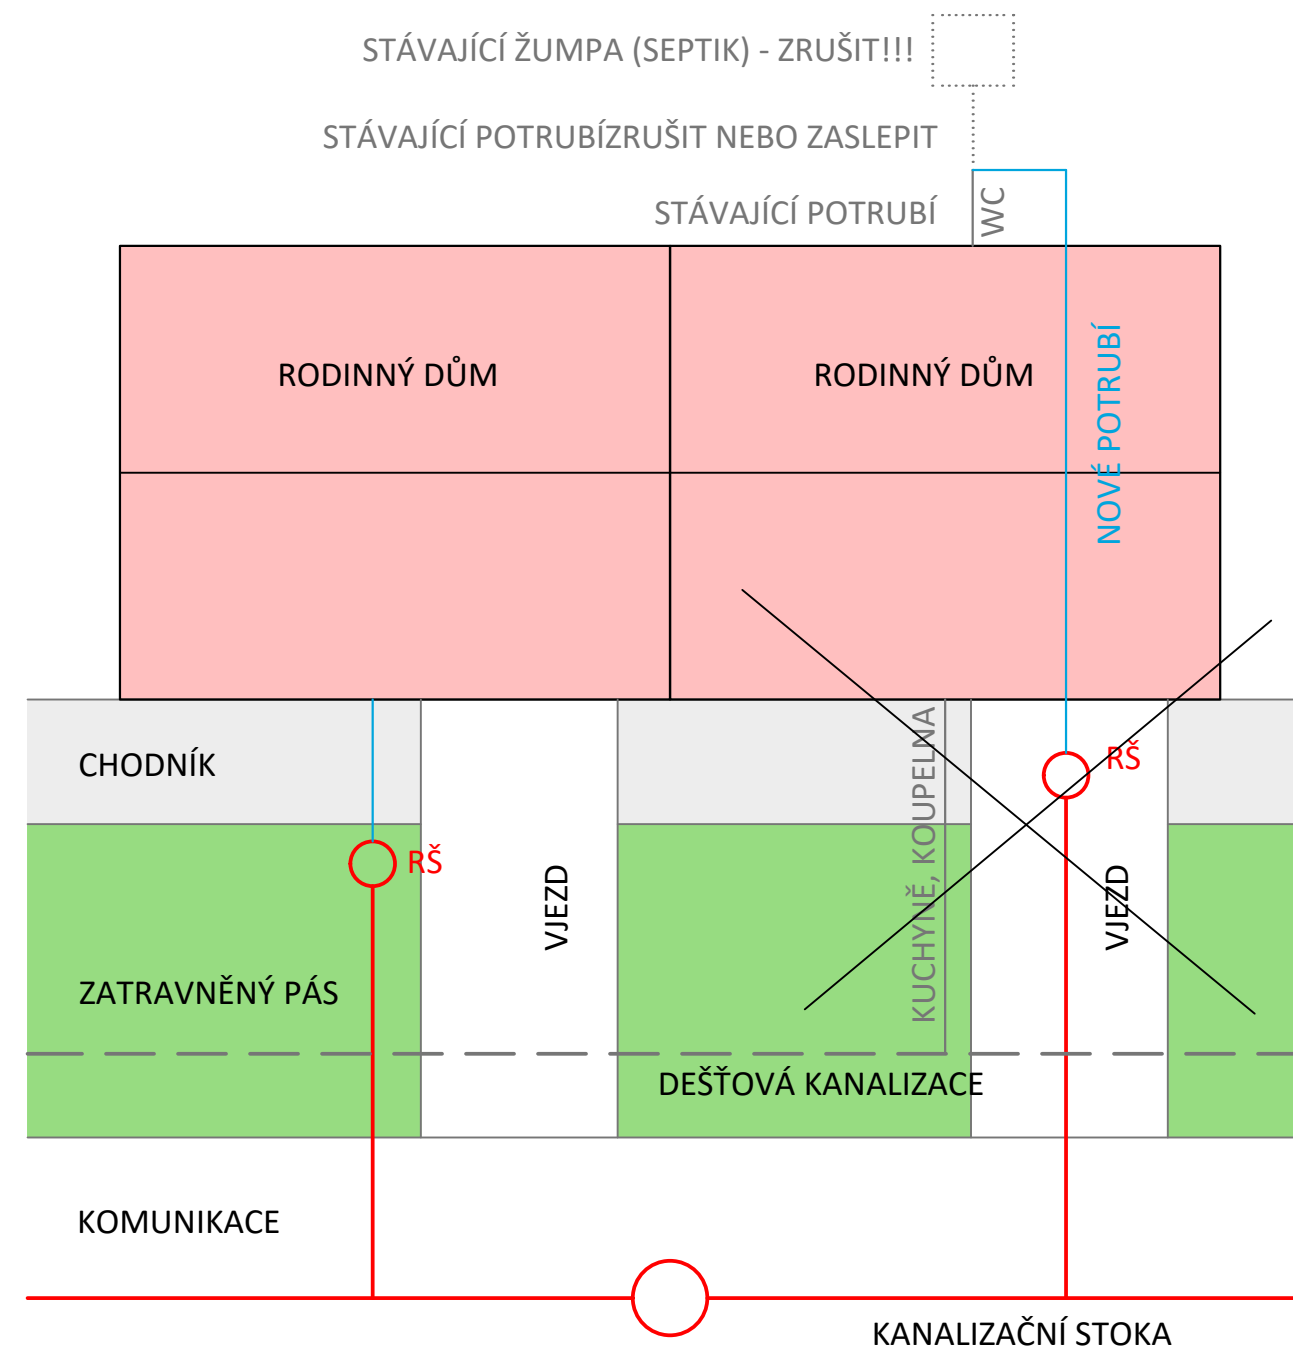 STÁVAJÍCÍ ŽUMPA (SEPTIK) - ZRUŠIT!!!
STÁVAJÍCÍ POTRUBÍZRUŠIT NEBO ZASLEPIT
STÁVAJÍCÍ POTRUBÍ
WC
RODINNÝ DŮM
RODINNÝ DŮM
NOVÉ POTRUBÍ
CHODNÍK
RŠ
KUCHYNĚ, KOUPELNA
RŠ
VJEZD
VJEZD
ZATRAVNĚNÝ PÁS
DEŠŤOVÁ KANALIZACE
KOMUNIKACE
KANALIZAČNÍ STOKA